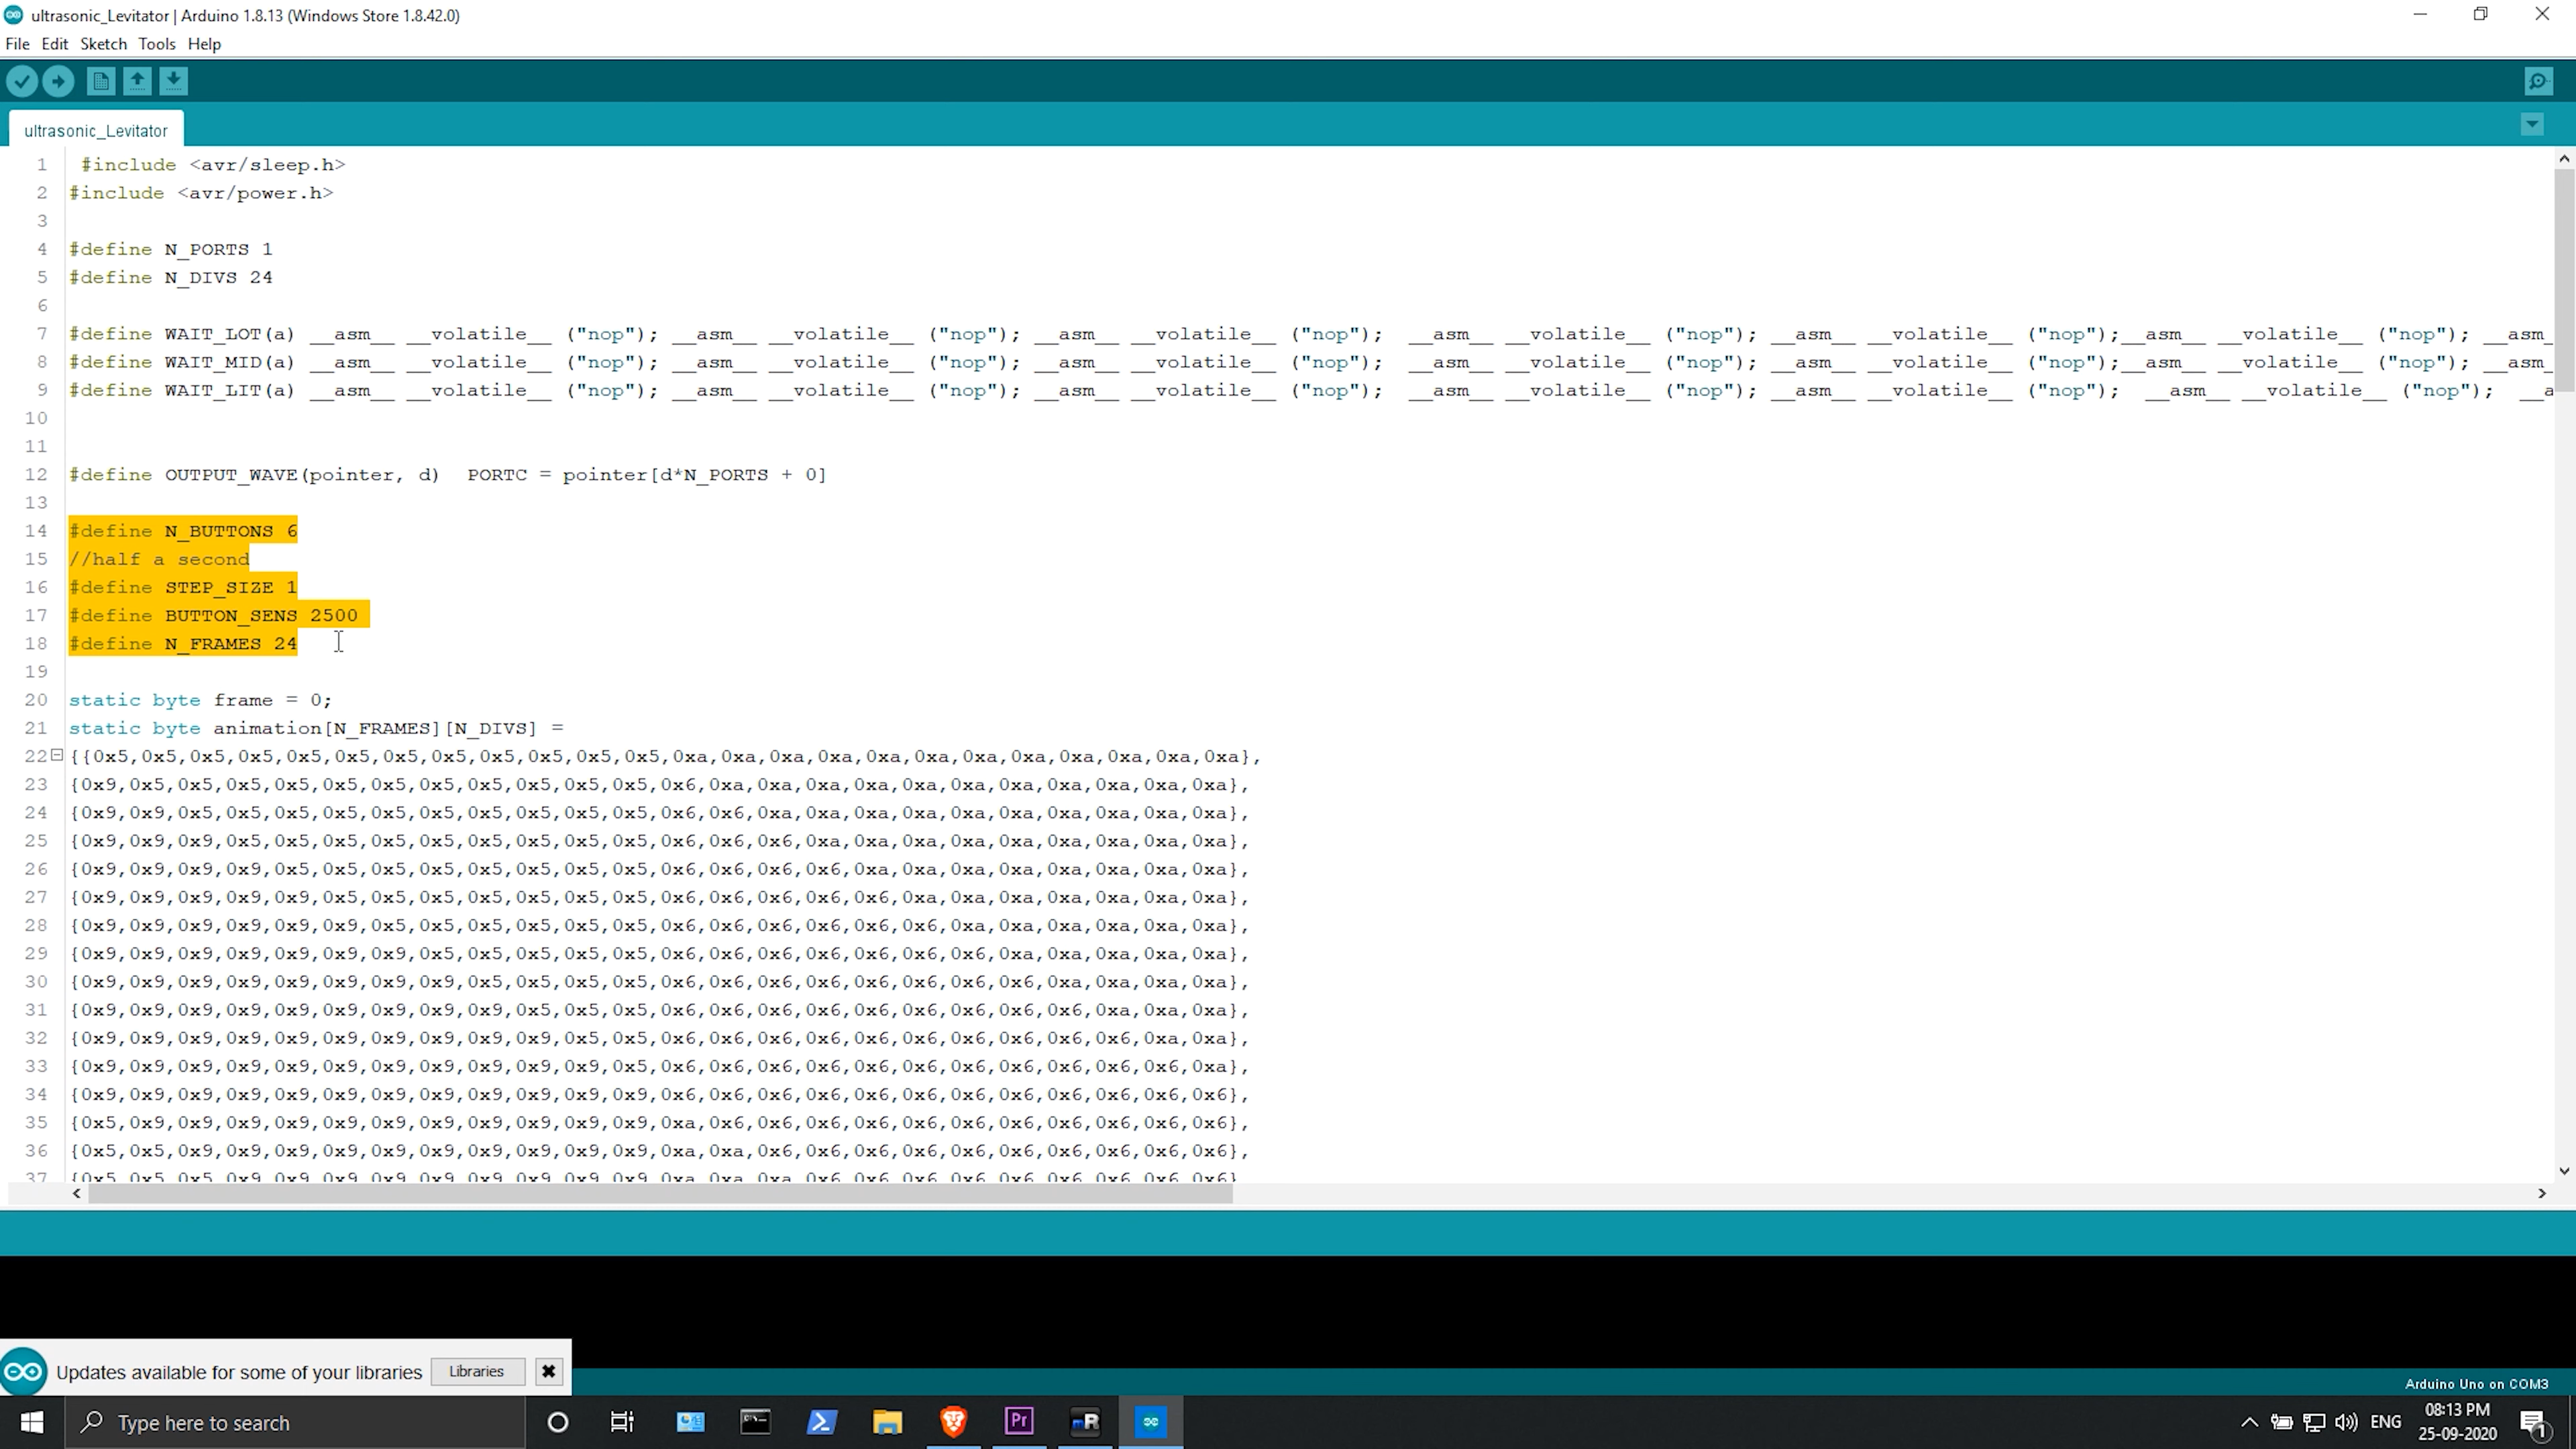 ultrasonic_Levitator | Arduino 1.8.13 (Windows Store 1.8.42.0)
File Edit Sketch Tools Help
ultrasonic_Levitator
1 #include <avr/sleep.h>
2 #include <avr/power.h>
3
4 #define N_PORTS 1
5 #define N_DIVS 24
6
7 #define WAIT_LOT(a) __asm__ __volatile__ ("nop"); __asm__ __volatile__ ("nop"); __asm__ __volatile__ ("nop"); __asm__ __volatile__ ("nop"); __asm__ __volatile__ ("nop");__asm__ __volatile__ ("nop"); __asm_
8 #define WAIT_MID(a) __asm__ __volatile__ ("nop"); __asm__ __volatile__ ("nop"); __asm__ __volatile__ ("nop"); __asm__ __volatile__ ("nop"); __asm__ __volatile__ ("nop");__asm__ __volatile__ ("nop"); __asm_
9 #define WAIT_LIT(a) __asm__ __volatile__ ("nop"); __asm__ __volatile__ ("nop"); __asm__ __volatile__ ("nop"); __asm__ __volatile__ ("nop"); __asm__ __volatile__ ("nop"); __asm__ __volatile__ ("nop"); __a
10
11
12 #define OUTPUT_WAVE(pointer, d) PORTC = pointer[d*N_PORTS + 0]
13
14 #define N_BUTTONS 6
15 //half a second
16 #define STEP_SIZE 1
17 #define BUTTON_SENS 2500
18 #define N_FRAMES 24
19
20 static byte frame = 0;
21 static byte animation[N_FRAMES][N_DIVS] =
22 {{0x5,0x5,0x5,0x5,0x5,0x5,0x5,0x5,0x5,0x5,0x5,0x5,0xa,0xa,0xa,0xa,0xa,0xa,0xa,0xa,0xa,0xa,0xa,0xa},
23 {0x9,0x5,0x5,0x5,0x5,0x5,0x5,0x5,0x5,0x5,0x5,0x5,0x6,0xa,0xa,0xa,0xa,0xa,0xa,0xa,0xa,0xa,0xa,0xa},
24 {0x9,0x9,0x5,0x5,0x5,0x5,0x5,0x5,0x5,0x5,0x5,0x5,0x6,0x6,0xa,0xa,0xa,0xa,0xa,0xa,0xa,0xa,0xa,0xa},
25 {0x9,0x9,0x9,0x5,0x5,0x5,0x5,0x5,0x5,0x5,0x5,0x5,0x6,0x6,0x6,0xa,0xa,0xa,0xa,0xa,0xa,0xa,0xa,0xa},
26 {0x9,0x9,0x9,0x9,0x5,0x5,0x5,0x5,0x5,0x5,0x5,0x5,0x6,0x6,0x6,0x6,0xa,0xa,0xa,0xa,0xa,0xa,0xa,0xa},
27 {0x9,0x9,0x9,0x9,0x9,0x5,0x5,0x5,0x5,0x5,0x5,0x5,0x6,0x6,0x6,0x6,0x6,0xa,0xa,0xa,0xa,0xa,0xa,0xa},
28 {0x9,0x9,0x9,0x9,0x9,0x9,0x5,0x5,0x5,0x5,0x5,0x5,0x6,0x6,0x6,0x6,0x6,0x6,0xa,0xa,0xa,0xa,0xa,0xa},
29 {0x9,0x9,0x9,0x9,0x9,0x9,0x9,0x5,0x5,0x5,0x5,0x5,0x6,0x6,0x6,0x6,0x6,0x6,0x6,0xa,0xa,0xa,0xa,0xa},
30 {0x9,0x9,0x9,0x9,0x9,0x9,0x9,0x9,0x5,0x5,0x5,0x5,0x6,0x6,0x6,0x6,0x6,0x6,0x6,0x6,0xa,0xa,0xa,0xa},
31 {0x9,0x9,0x9,0x9,0x9,0x9,0x9,0x9,0x9,0x5,0x5,0x5,0x6,0x6,0x6,0x6,0x6,0x6,0x6,0x6,0x6,0xa,0xa,0xa},
32 {0x9,0x9,0x9,0x9,0x9,0x9,0x9,0x9,0x9,0x9,0x5,0x5,0x6,0x6,0x6,0x6,0x6,0x6,0x6,0x6,0x6,0x6,0xa,0xa},
33 {0x9,0x9,0x9,0x9,0x9,0x9,0x9,0x9,0x9,0x9,0x9,0x5,0x6,0x6,0x6,0x6,0x6,0x6,0x6,0x6,0x6,0x6,0x6,0xa},
34 {0x9,0x9,0x9,0x9,0x9,0x9,0x9,0x9,0x9,0x9,0x9,0x9,0x6,0x6,0x6,0x6,0x6,0x6,0x6,0x6,0x6,0x6,0x6,0x6},
35 {0x5,0x9,0x9,0x9,0x9,0x9,0x9,0x9,0x9,0x9,0x9,0x9,0xa,0x6,0x6,0x6,0x6,0x6,0x6,0x6,0x6,0x6,0x6,0x6},
36 {0x5,0x5,0x9,0x9,0x9,0x9,0x9,0x9,0x9,0x9,0x9,0x9,0xa,0xa,0x6,0x6,0x6,0x6,0x6,0x6,0x6,0x6,0x6,0x6},
37 {0x5,0x5,0x5,0x9,0x9,0x9,0x9,0x9,0x9,0x9,0x9,0x9,0xa,0xa,0xa,0x6,0x6,0x6,0x6,0x6,0x6,0x6,0x6,0x6}
Updates available for some of your libraries Libraries
Arduino Uno on COM3
Type here to search
Pr
mR
ENG
08:13 PM
25-09-2020
1